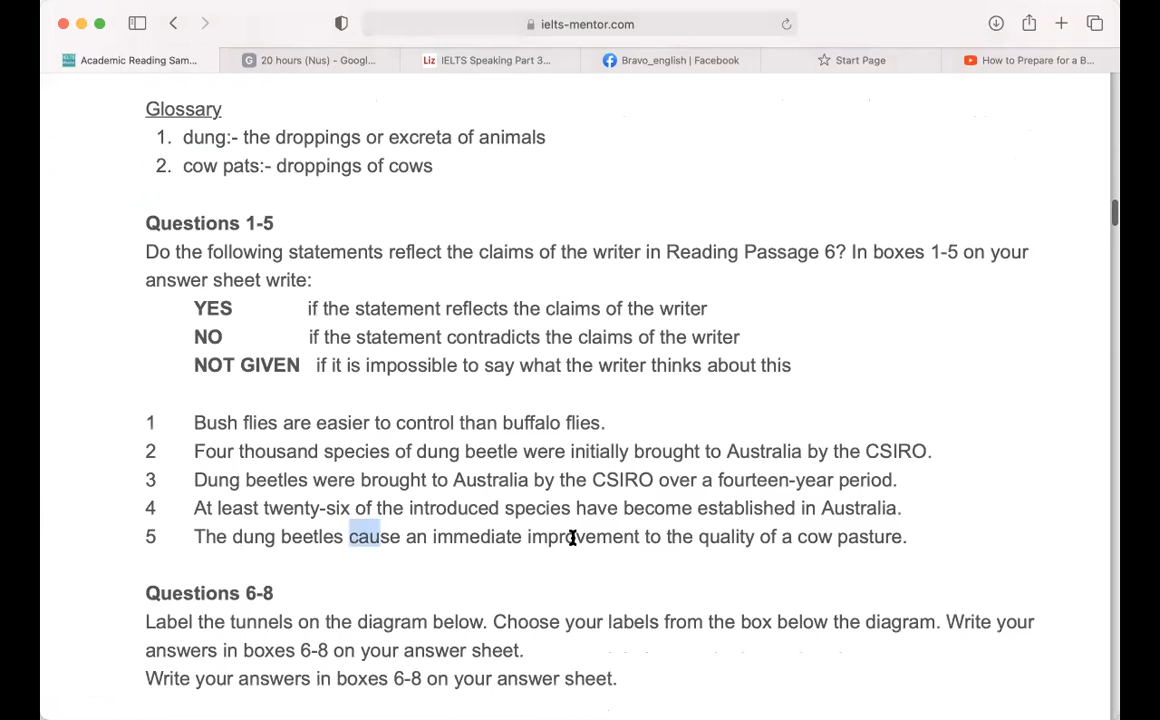 ielts-mentor.com
Academic Reading Sam...
G 20 hours (Nus) - Googl...
Liz IELTS Speaking Part 3...
Bravo_english | Facebook
Start Page
How to Prepare for a B...
Glossary
1. dung:- the droppings or excreta of animals
2. cow pats:- droppings of cows
Questions 1-5
Do the following statements reflect the claims of the writer in Reading Passage 6? In boxes 1-5 on your
answer sheet write:
YES if the statement reflects the claims of the writer
NO if the statement contradicts the claims of the writer
NOT GIVEN if it is impossible to say what the writer thinks about this
1 Bush flies are easier to control than buffalo flies.
2 Four thousand species of dung beetle were initially brought to Australia by the CSIRO.
3 Dung beetles were brought to Australia by the CSIRO over a fourteen-year period.
4 At least twenty-six of the introduced species have become established in Australia.
5 The dung beetles cause an immediate improvement to the quality of a cow pasture.
Questions 6-8
Label the tunnels on the diagram below. Choose your labels from the box below the diagram. Write your
answers in boxes 6-8 on your answer sheet.
Write your answers in boxes 6-8 on your answer sheet.